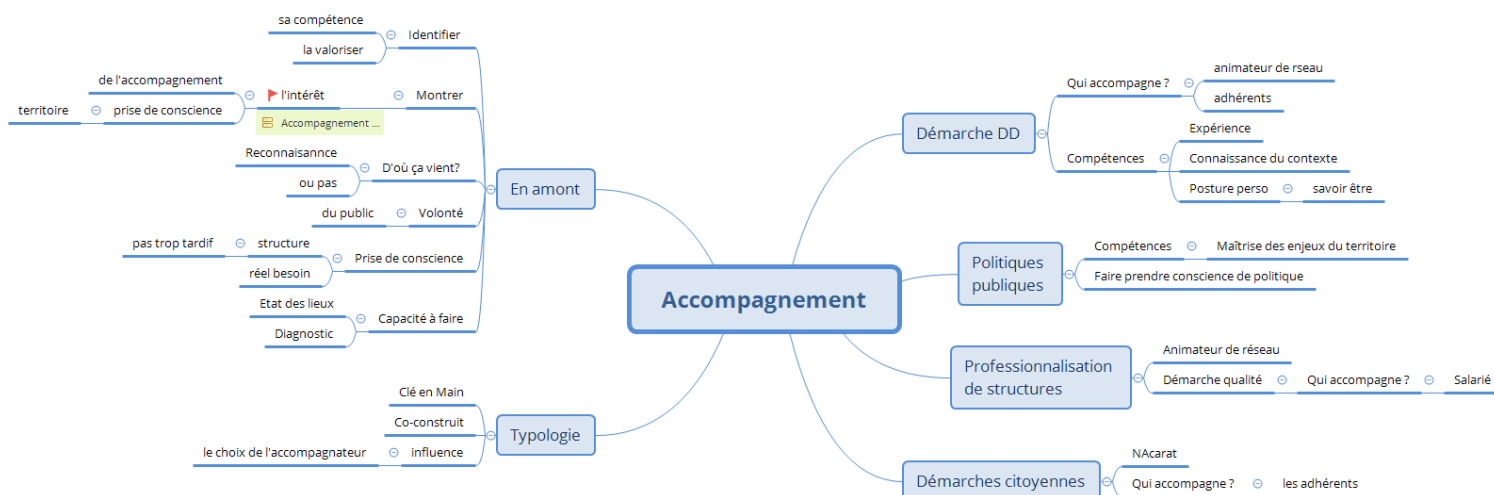 Accompagnement
Démarche DD
Qui accompagne ?
animateur de rseau
adhérents
Compétences
Expérience
Connaissance du contexte
Posture perso
savoir être
Politiques
publiques
Compétences
Maîtrise des enjeux du territoire
Faire prendre conscience de politique
Professionnalisation
de structures
Animateur de réseau
Démarche qualité
Qui accompagne ?
Salarié
Démarches citoyennes
NAcarat
Qui accompagne ?
les adhérents
En amont
Identifier
sa compétence
la valoriser
Montrer
l'intérêt
Accompagnement ...
de l'accompagnement
prise de conscience
territoire
D'où ça vient?
Reconnaisannce
ou pas
Volonté
du public
Prise de conscience
structure
pas trop tardif
réel besoin
Capacité à faire
Etat des lieux
Diagnostic
Typologie
Clé en Main
Co-construit
influence
le choix de l'accompagnateur